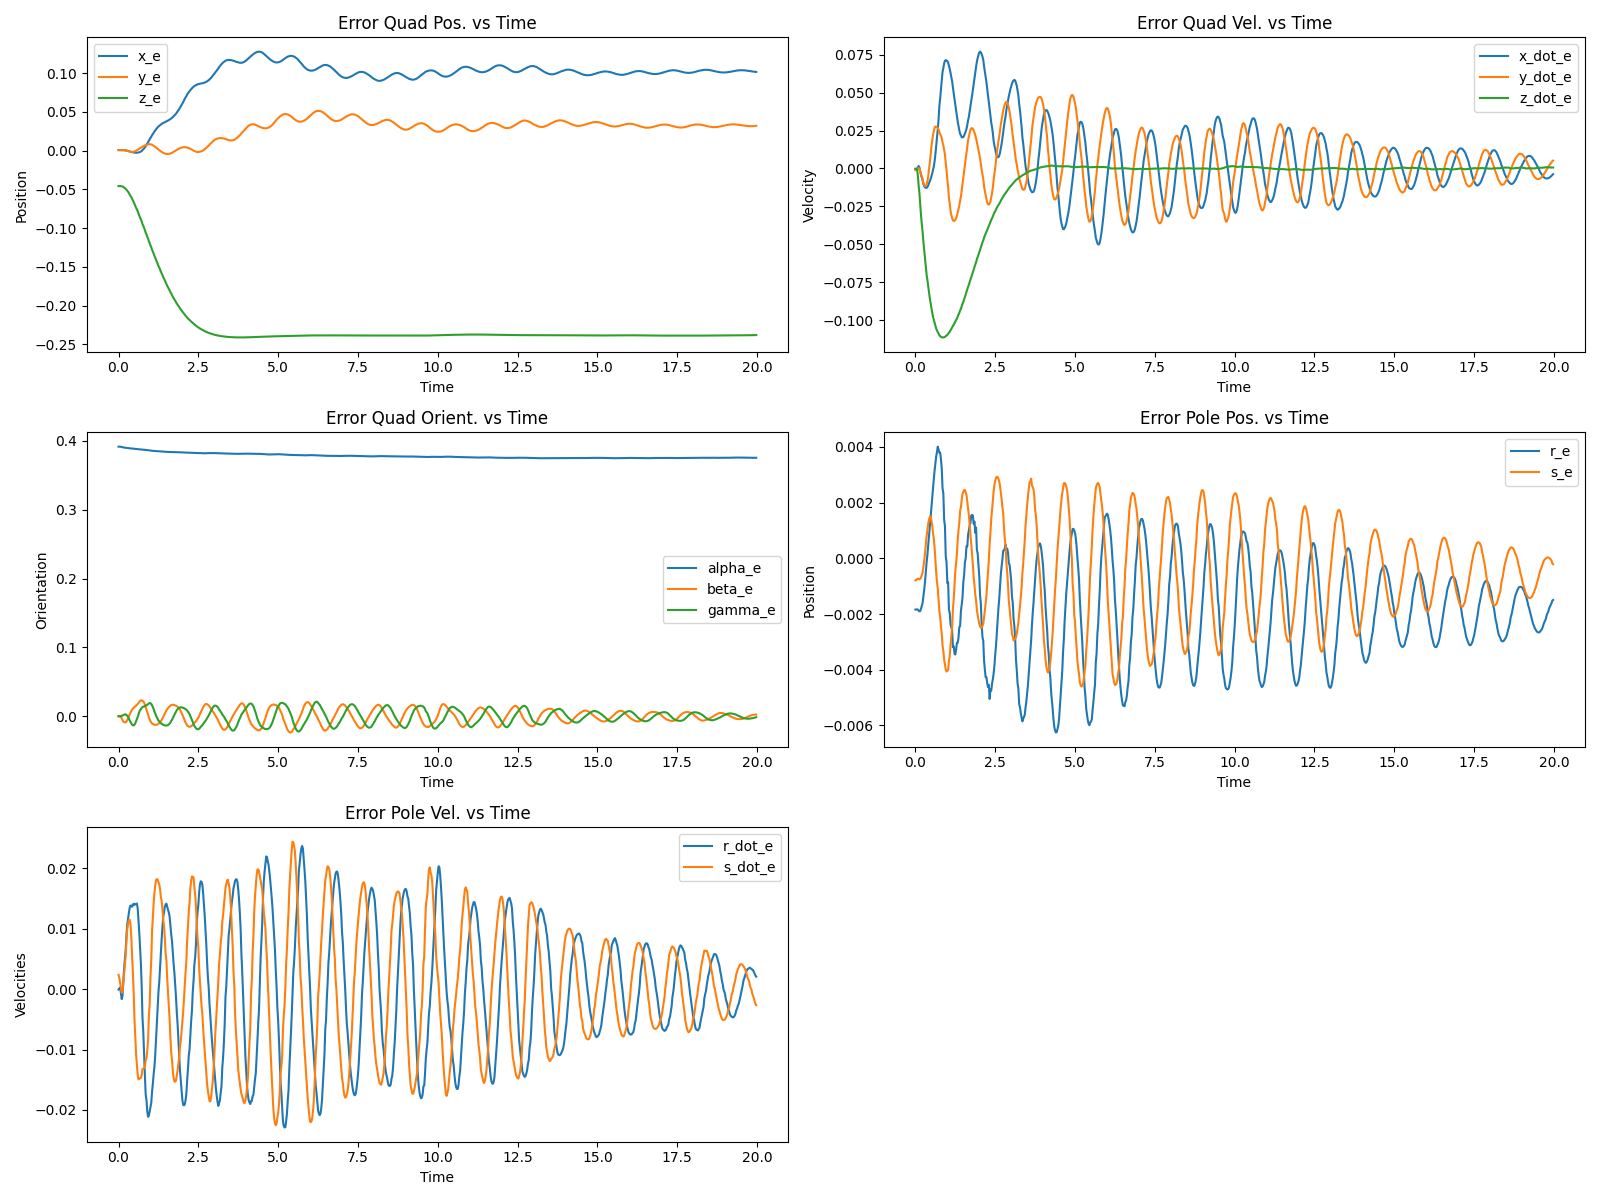 Error Quad Pos. vs Time
x_e
y_e
z_e
Position
0.10
0.05
0.00
−0.05
−0.10
−0.15
−0.20
−0.25
0.0 2.5 5.0 7.5 10.0 12.5 15.0 17.5 20.0
Time
Error Quad Vel. vs Time
x_dot_e
y_dot_e
z_dot_e
Velocity
0.075
0.050
0.025
0.000
−0.025
−0.050
−0.075
−0.100
0.0 2.5 5.0 7.5 10.0 12.5 15.0 17.5 20.0
Time
Error Quad Orient. vs Time
alpha_e
beta_e
gamma_e
Orientation
0.4
0.3
0.2
0.1
0.0
0.0 2.5 5.0 7.5 10.0 12.5 15.0 17.5 20.0
Time
Error Pole Pos. vs Time
r_e
s_e
Position
0.004
0.002
0.000
−0.002
−0.004
−0.006
0.0 2.5 5.0 7.5 10.0 12.5 15.0 17.5 20.0
Time
Error Pole Vel. vs Time
r_dot_e
s_dot_e
Velocities
0.02
0.01
0.00
−0.01
−0.02
0.0 2.5 5.0 7.5 10.0 12.5 15.0 17.5 20.0
Time